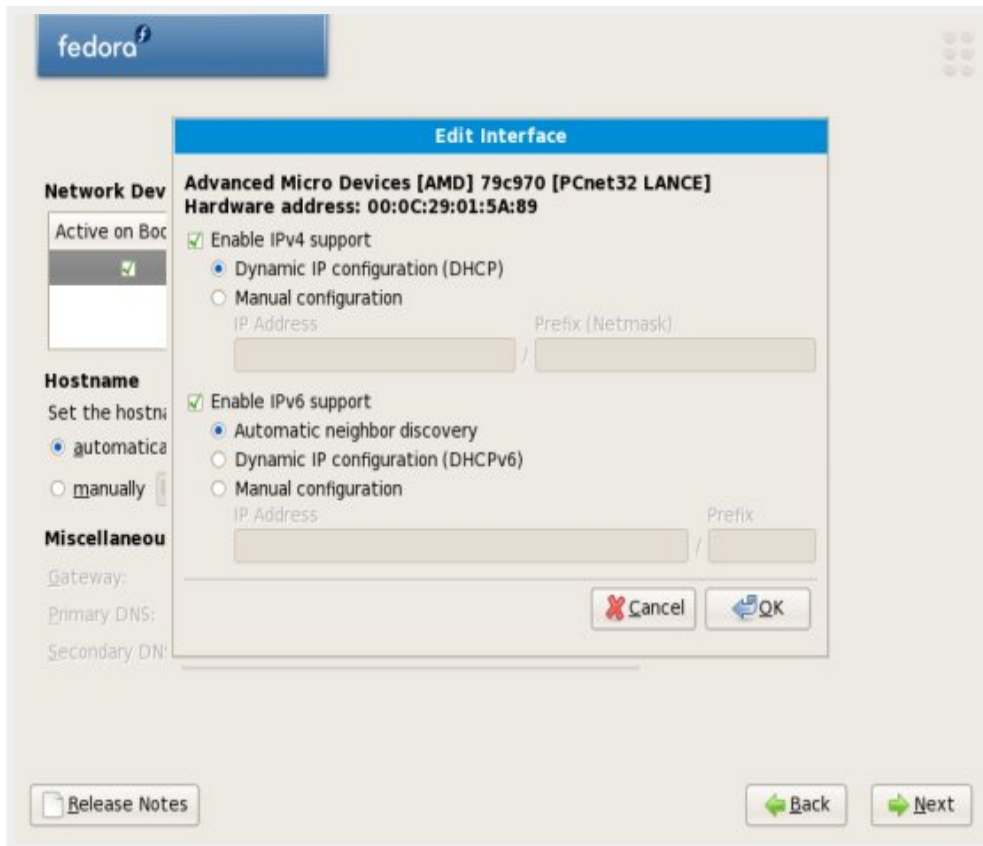 fedora
Edit Interface
Advanced Micro Devices [AMD] 79c970 [PCnet32 LANCE]
Hardware address: 00:0C:29:01:5A:89
Network Dev
Active on Boo
Enable IPv4 support
Dynamic IP configuration (DHCP)
Manual configuration
IP Address Prefix (Netmask)
/
Hostname
Set the hostna
automatica
manually
Enable IPv6 support
Automatic neighbor discovery
Dynamic IP configuration (DHCPv6)
Manual configuration
IP Address Prefix
/
Miscellaneou
Gateway:
Primary DNS:
Secondary DN
Cancel OK
Release Notes Back Next